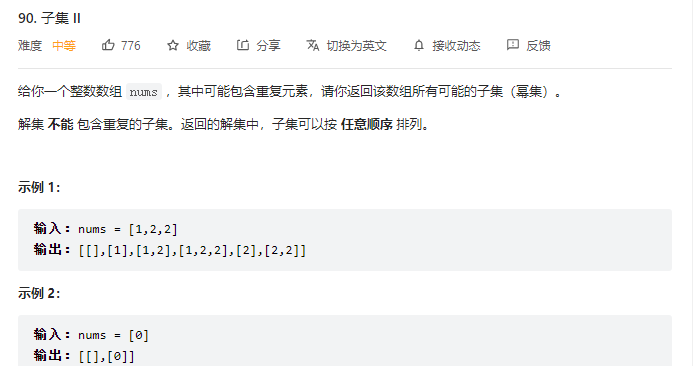 90. 子集 II
难度 中等 776 收藏 分享 切换为英文 接收动态 反馈
给你一个整数数组 nums ，其中可能包含重复元素，请你返回该数组所有可能的子集（幂集）。
解集 不能 包含重复的子集。返回的解集中，子集可以按 任意顺序 排列。
示例 1：
输入：nums = [1,2,2]
输出：[[],[1],[1,2],[1,2,2],[2],[2,2]]
示例 2：
输入：nums = [0]
输出：[[],[0]]